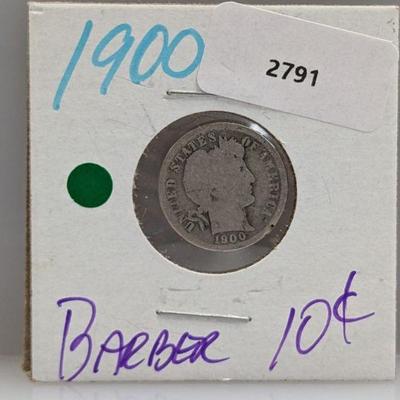 1900
2791
UNITED STATES OF AMERICA
1900
BARBER 10¢